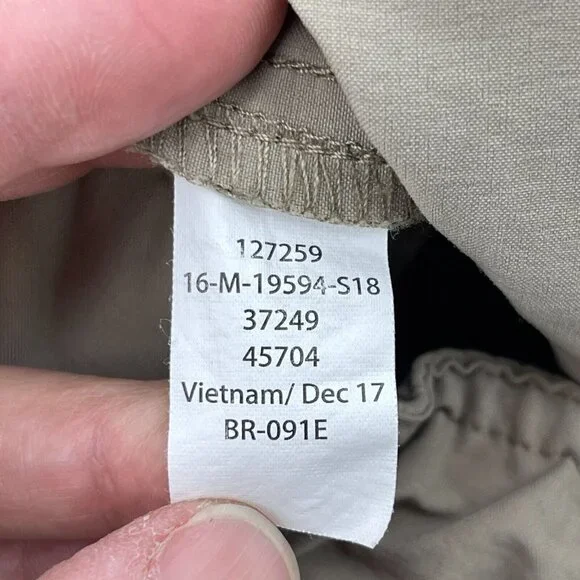 127259
16-M-19594-S18
37249
45704
Vietnam/ Dec 17
BR-091E